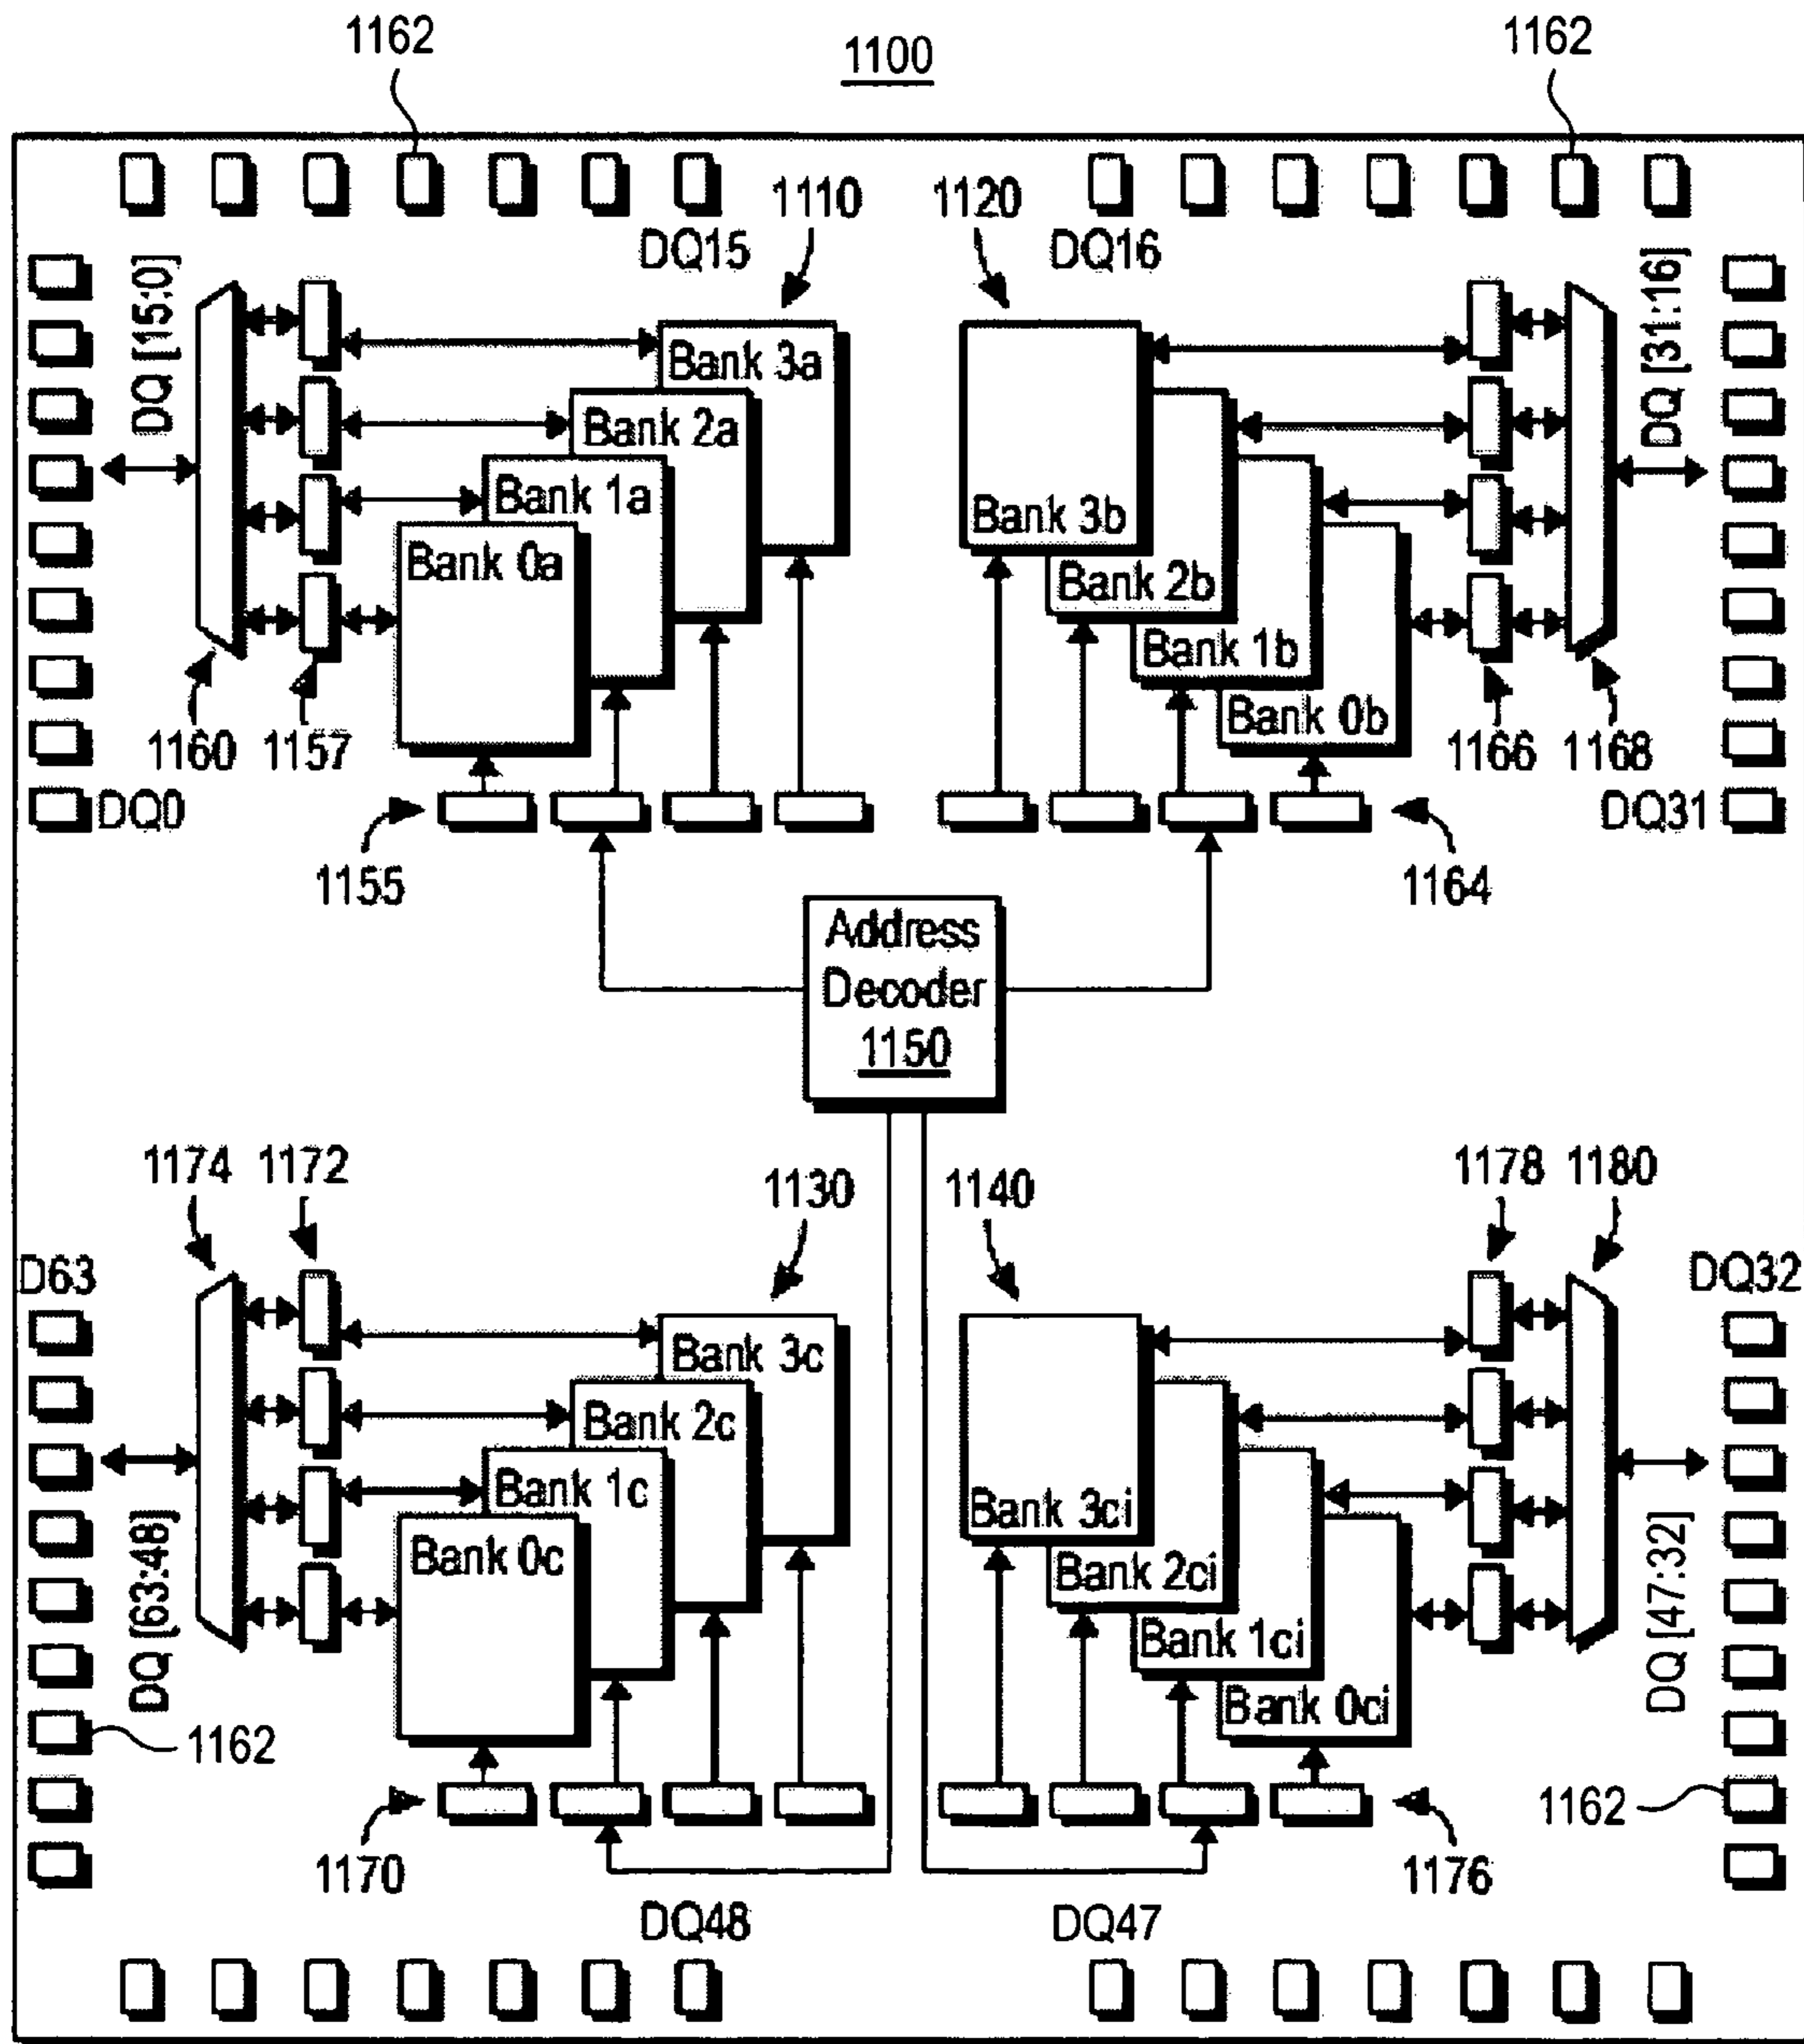 1162
1100
1162
1110
1120
DQ15
DQ16
DQ [15:0]
DQ [31:16]
Bank 3a
Bank 2a
Bank 1a
Bank 0a
Bank 3b
Bank 2b
Bank 1b
Bank 0b
1160
1157
1166
1168
DQ0
DQ31
1155
1164
Address
Decoder
1150
1174
1172
1130
1140
1178
1180
D63
DQ32
Bank 3c
Bank 2c
Bank 1c
Bank 0c
Bank 3ci
Bank 2ci
Bank 1ci
Bank 0ci
DQ [63:48]
DQ [47:32]
1162
1162
1170
1176
DQ48
DQ47